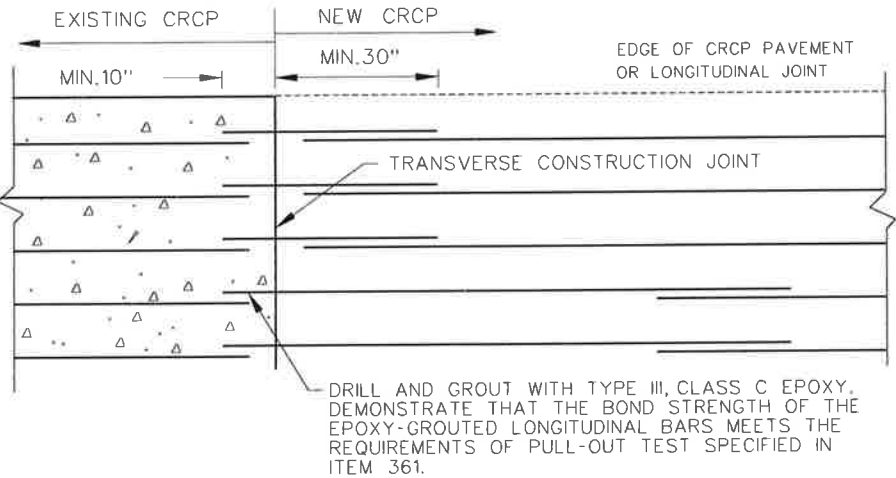 EXISTING CRCP
NEW CRCP
MIN.10"
MIN.30"
EDGE OF CRCP PAVEMENT
OR LONGITUDINAL JOINT
TRANSVERSE CONSTRUCTION JOINT
DRILL AND GROUT WITH TYPE III, CLASS C EPOXY.
DEMONSTRATE THAT THE BOND STRENGTH OF THE
EPOXY-GROUTED LONGITUDINAL BARS MEETS THE
REQUIREMENTS OF PULL-OUT TEST SPECIFIED IN
ITEM 361.